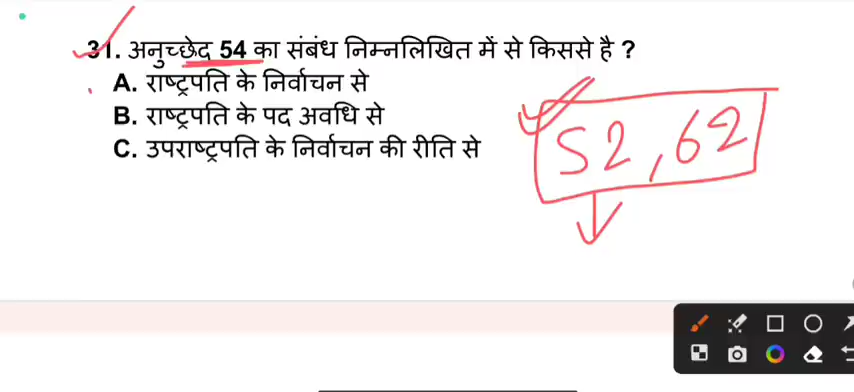 31. अनुच्छेद 54 का संबंध निम्नलिखित में से किससे है ?
A. राष्ट्रपति के निर्वाचन से
B. राष्ट्रपति के पद अवधि से
C. उपराष्ट्रपति के निर्वाचन की रीति से
52, 62